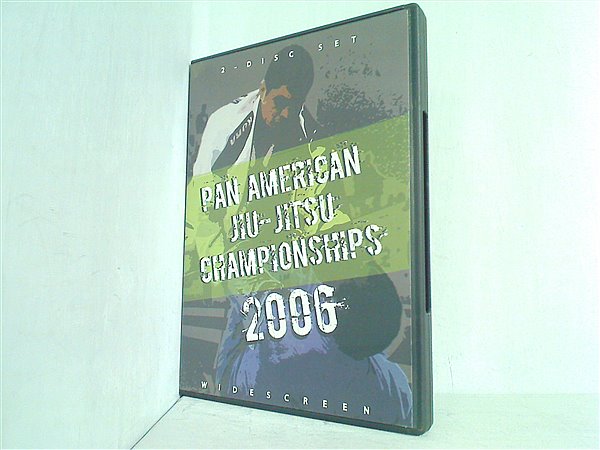 2-DISC SET
PAN AMERICAN
JIU-JITSU
CHAMPIONSHIPS
2006
WIDESCREEN